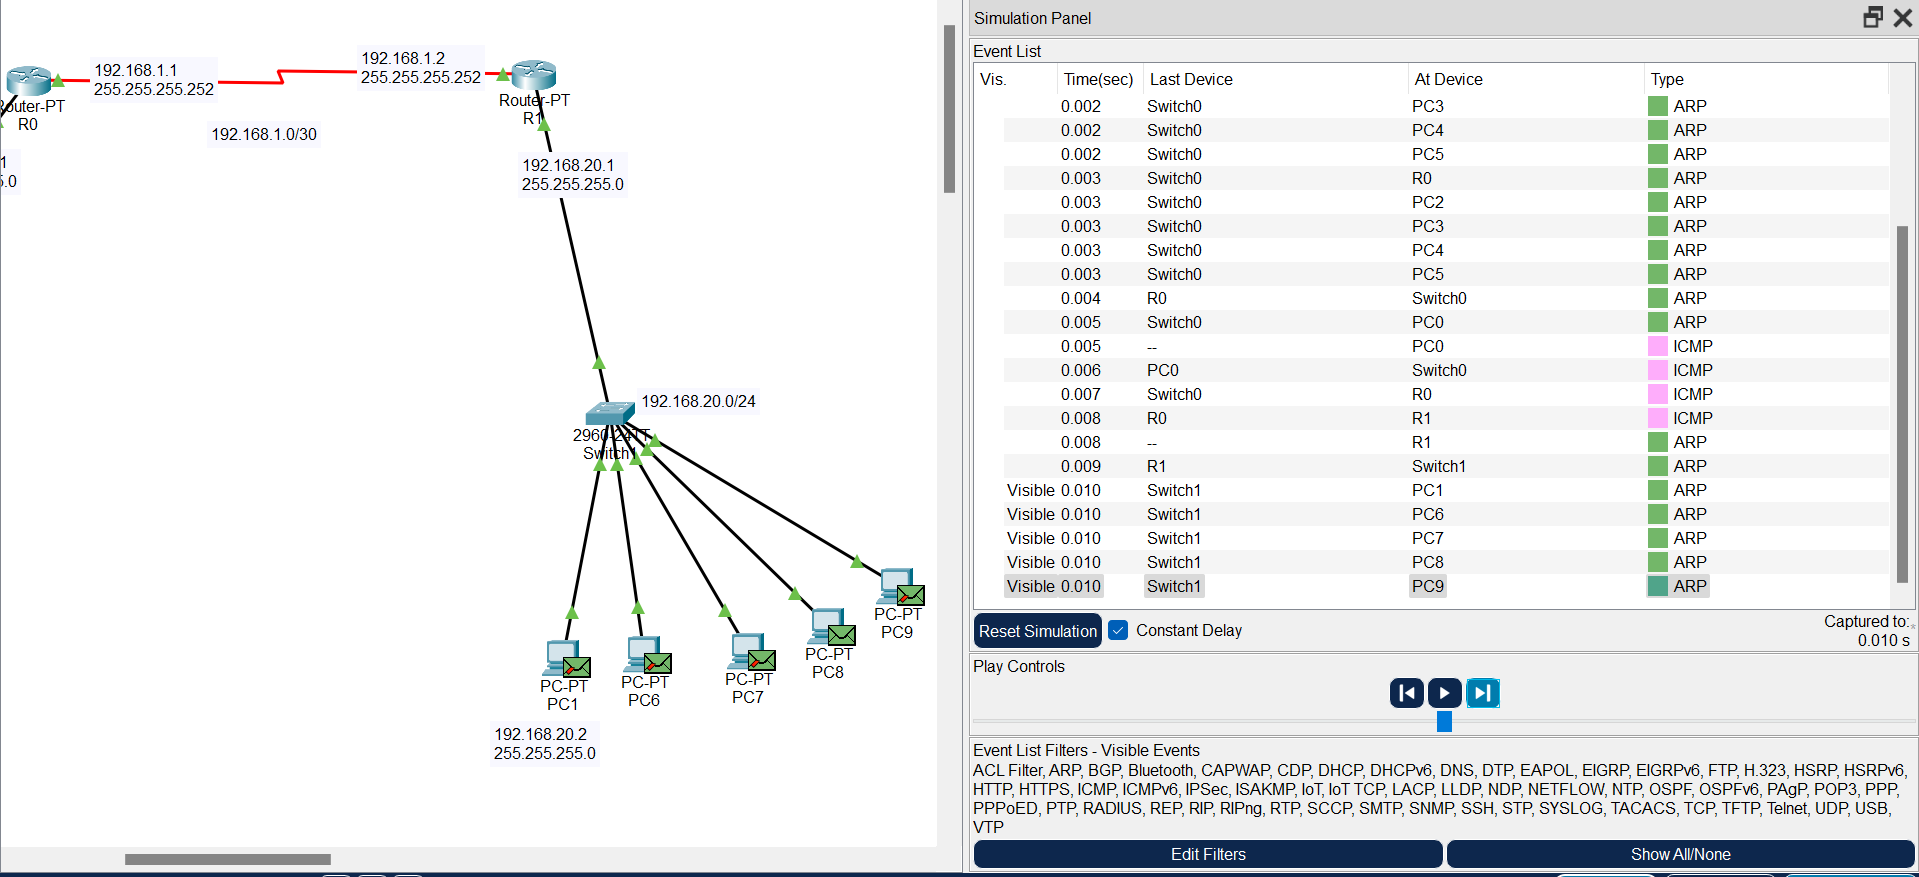 192.168.1.1
255.255.255.252
192.168.1.2
255.255.255.252
Router-PT
R0
Router-PT
R1
192.168.1.0/30
1
5.0
192.168.20.1
255.255.255.0
192.168.20.0/24
2960-24TT
Switch1
PC-PT
PC1
PC-PT
PC6
PC-PT
PC7
PC-PT
PC8
PC-PT
PC9
192.168.20.2
255.255.255.0
Simulation Panel
Event List
Vis. Time(sec) Last Device At Device Type
0.002 Switch0 PC3 ARP
0.002 Switch0 PC4 ARP
0.002 Switch0 PC5 ARP
0.003 Switch0 R0 ARP
0.003 Switch0 PC2 ARP
0.003 Switch0 PC3 ARP
0.003 Switch0 PC4 ARP
0.003 Switch0 PC5 ARP
0.004 R0 Switch0 ARP
0.005 Switch0 PC0 ARP
0.005 -- PC0 ICMP
0.006 PC0 Switch0 ICMP
0.007 Switch0 R0 ICMP
0.008 R0 R1 ICMP
0.008 -- R1 ARP
0.009 R1 Switch1 ARP
Visible 0.010 Switch1 PC1 ARP
Visible 0.010 Switch1 PC6 ARP
Visible 0.010 Switch1 PC7 ARP
Visible 0.010 Switch1 PC8 ARP
Visible 0.010 Switch1 PC9 ARP
Reset Simulation Constant Delay
Captured to:
0.010 s
Play Controls
Event List Filters - Visible Events
ACL Filter, ARP, BGP, Bluetooth, CAPWAP, CDP, DHCP, DHCPv6, DNS, DTP, EAPOL, EIGRP, EIGRPv6, FTP, H.323, HSRP, HSRPv6,
HTTP, HTTPS, ICMP, ICMPv6, IPSec, ISAKMP, IoT, IoT TCP, LACP, LLDP, NDP, NETFLOW, NTP, OSPF, OSPFv6, PAgP, POP3, PPP,
PPPoED, PTP, RADIUS, REP, RIP, RIPng, RTP, SCCP, SMTP, SNMP, SSH, STP, SYSLOG, TACACS, TCP, TFTP, Telnet, UDP, USB,
VTP
Edit Filters Show All/None